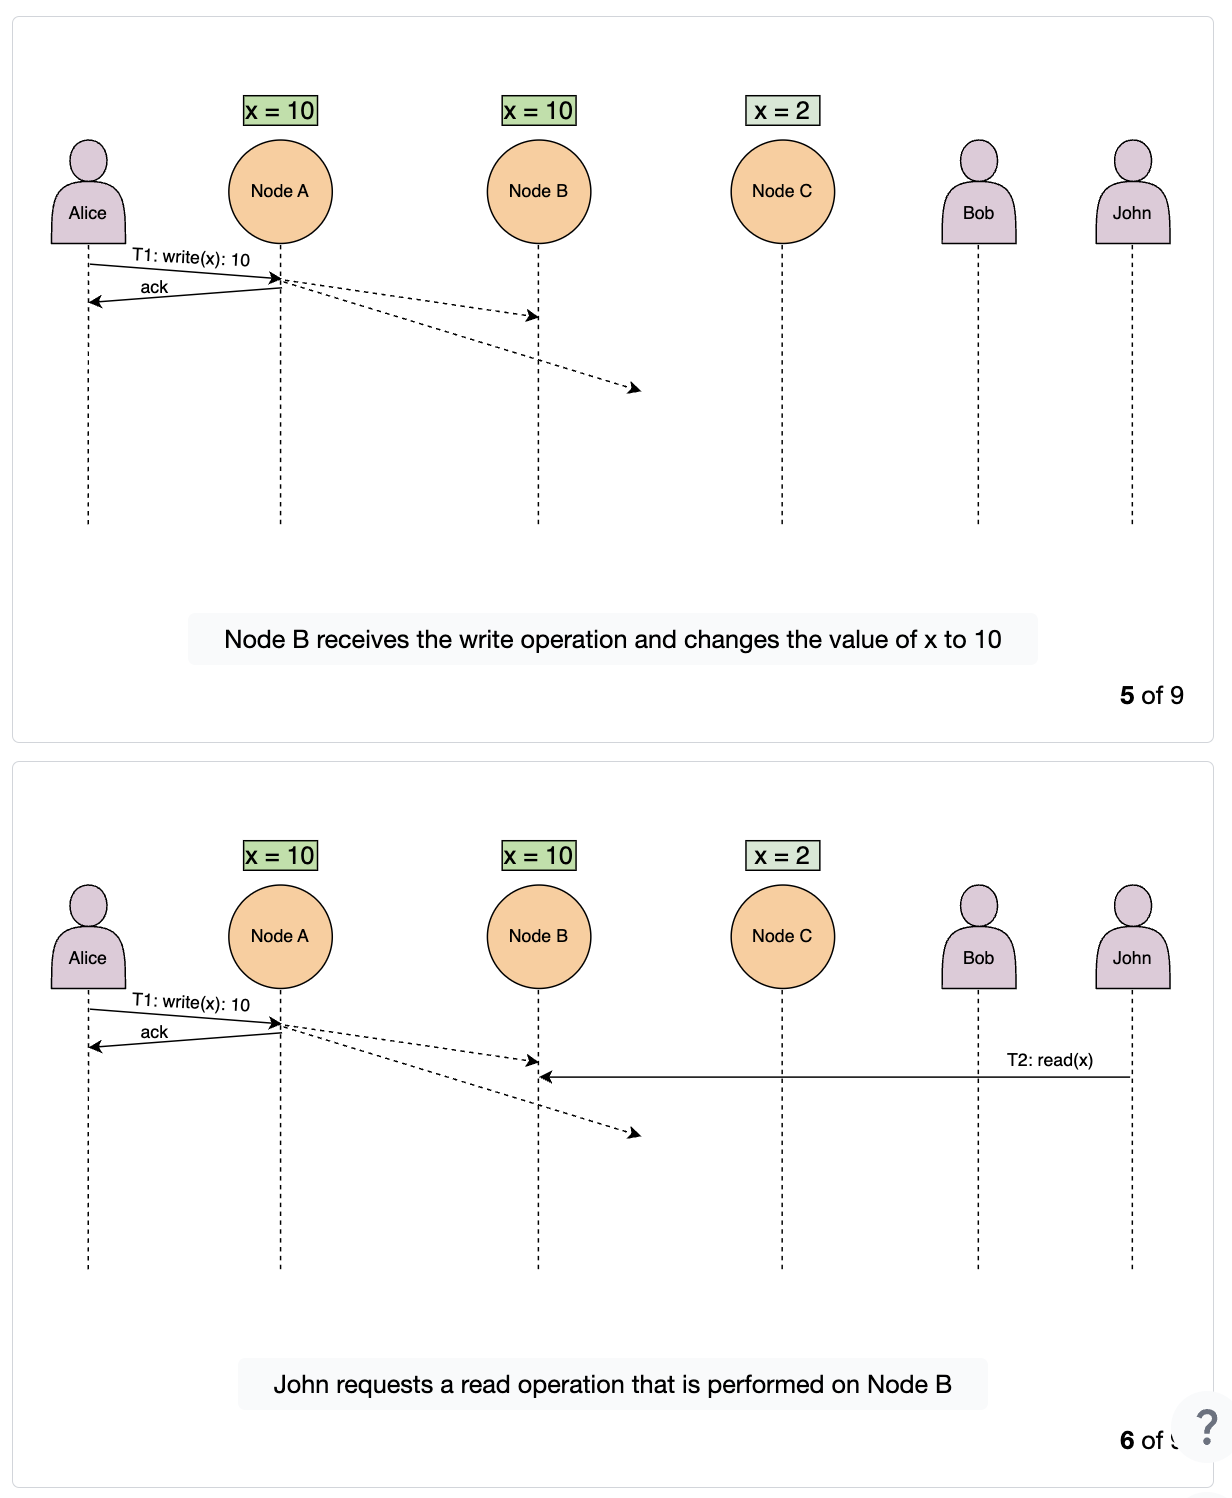 x = 10
x = 10
x = 2
Alice
Node A
Node B
Node C
Bob
John
T1: write(x): 10
ack
Node B receives the write operation and changes the value of x to 10
5 of 9
x = 10
x = 10
x = 2
Alice
Node A
Node B
Node C
Bob
John
T1: write(x): 10
ack
T2: read(x)
John requests a read operation that is performed on Node B
6 of
?